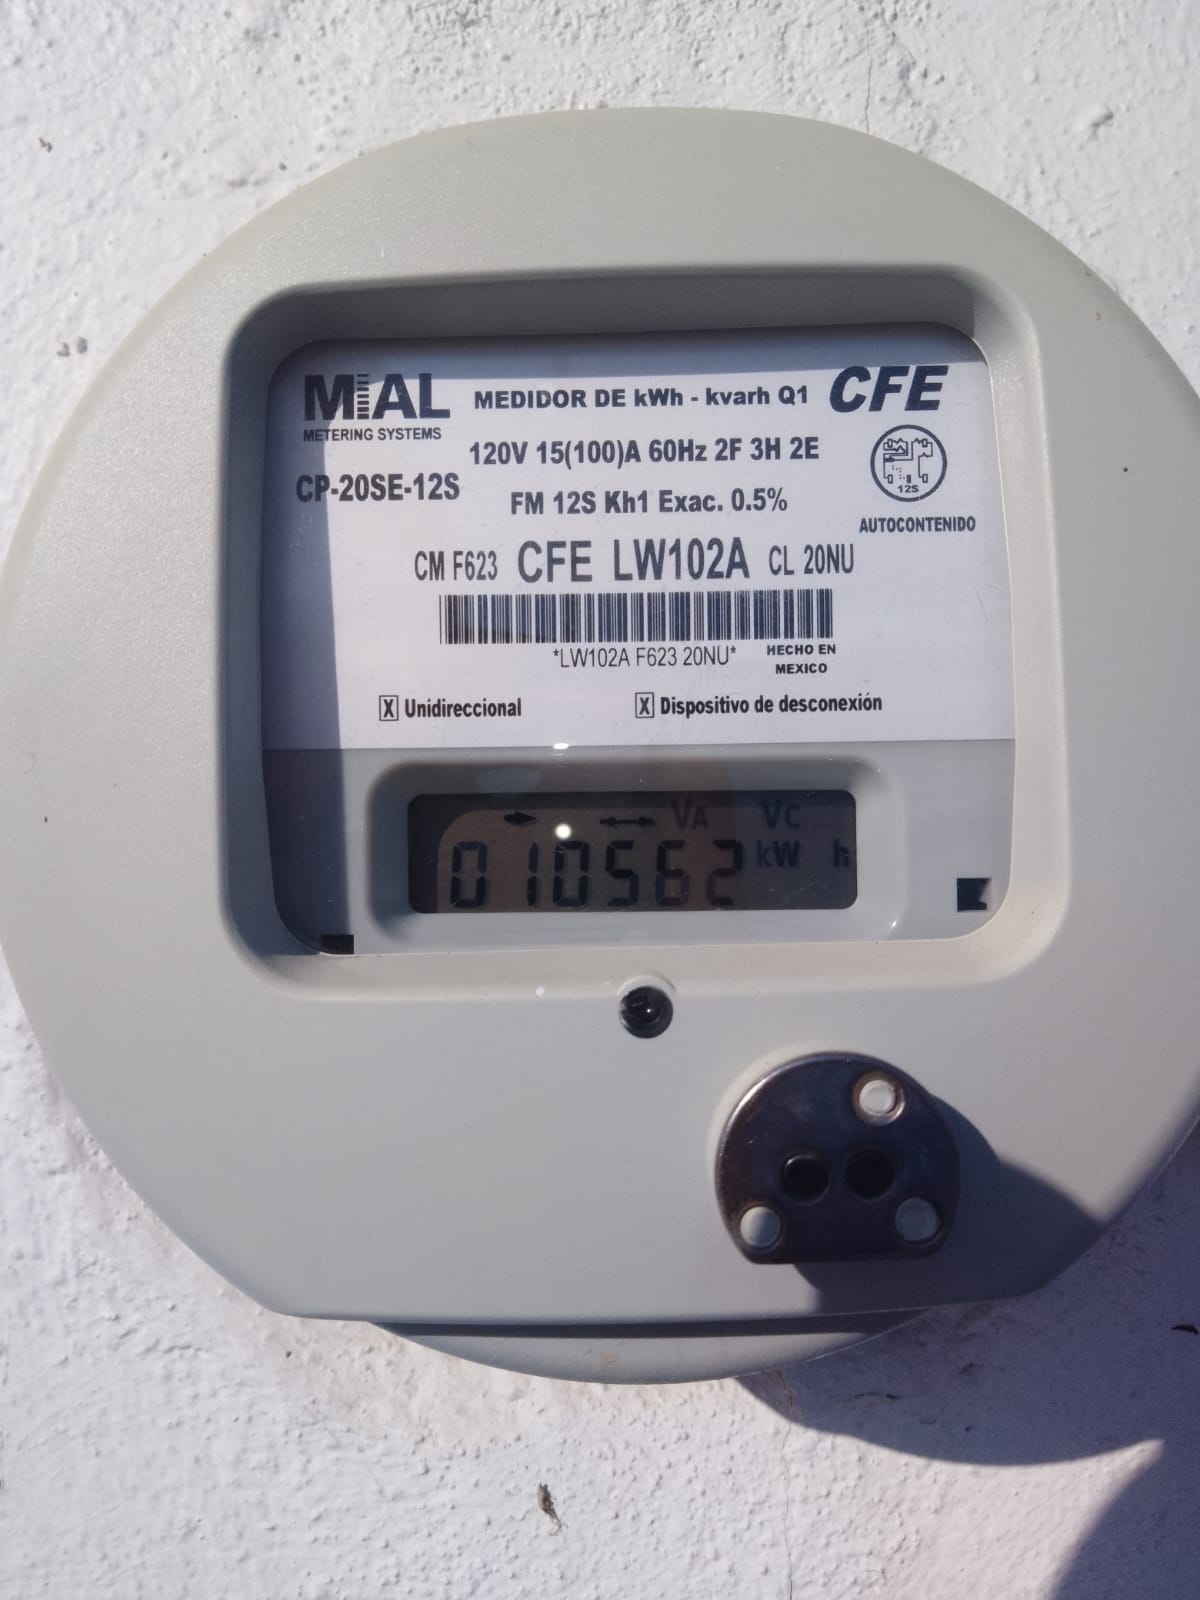 MIAL
METERING SYSTEMS
MEDIDOR DE kWh - kvarh Q1
CFE
120V 15(100)A 60Hz 2F 3H 2E
CP-20SE-12S
FM 12S Kh1 Exac. 0.5%
12S
AUTOCONTENIDO
CM F623 CFE LW102A CL 20NU
*LW102A F623 20NU*
HECHO EN
MEXICO
X Unidireccional
X Dispositivo de desconexión
VA VC
010562 kW h